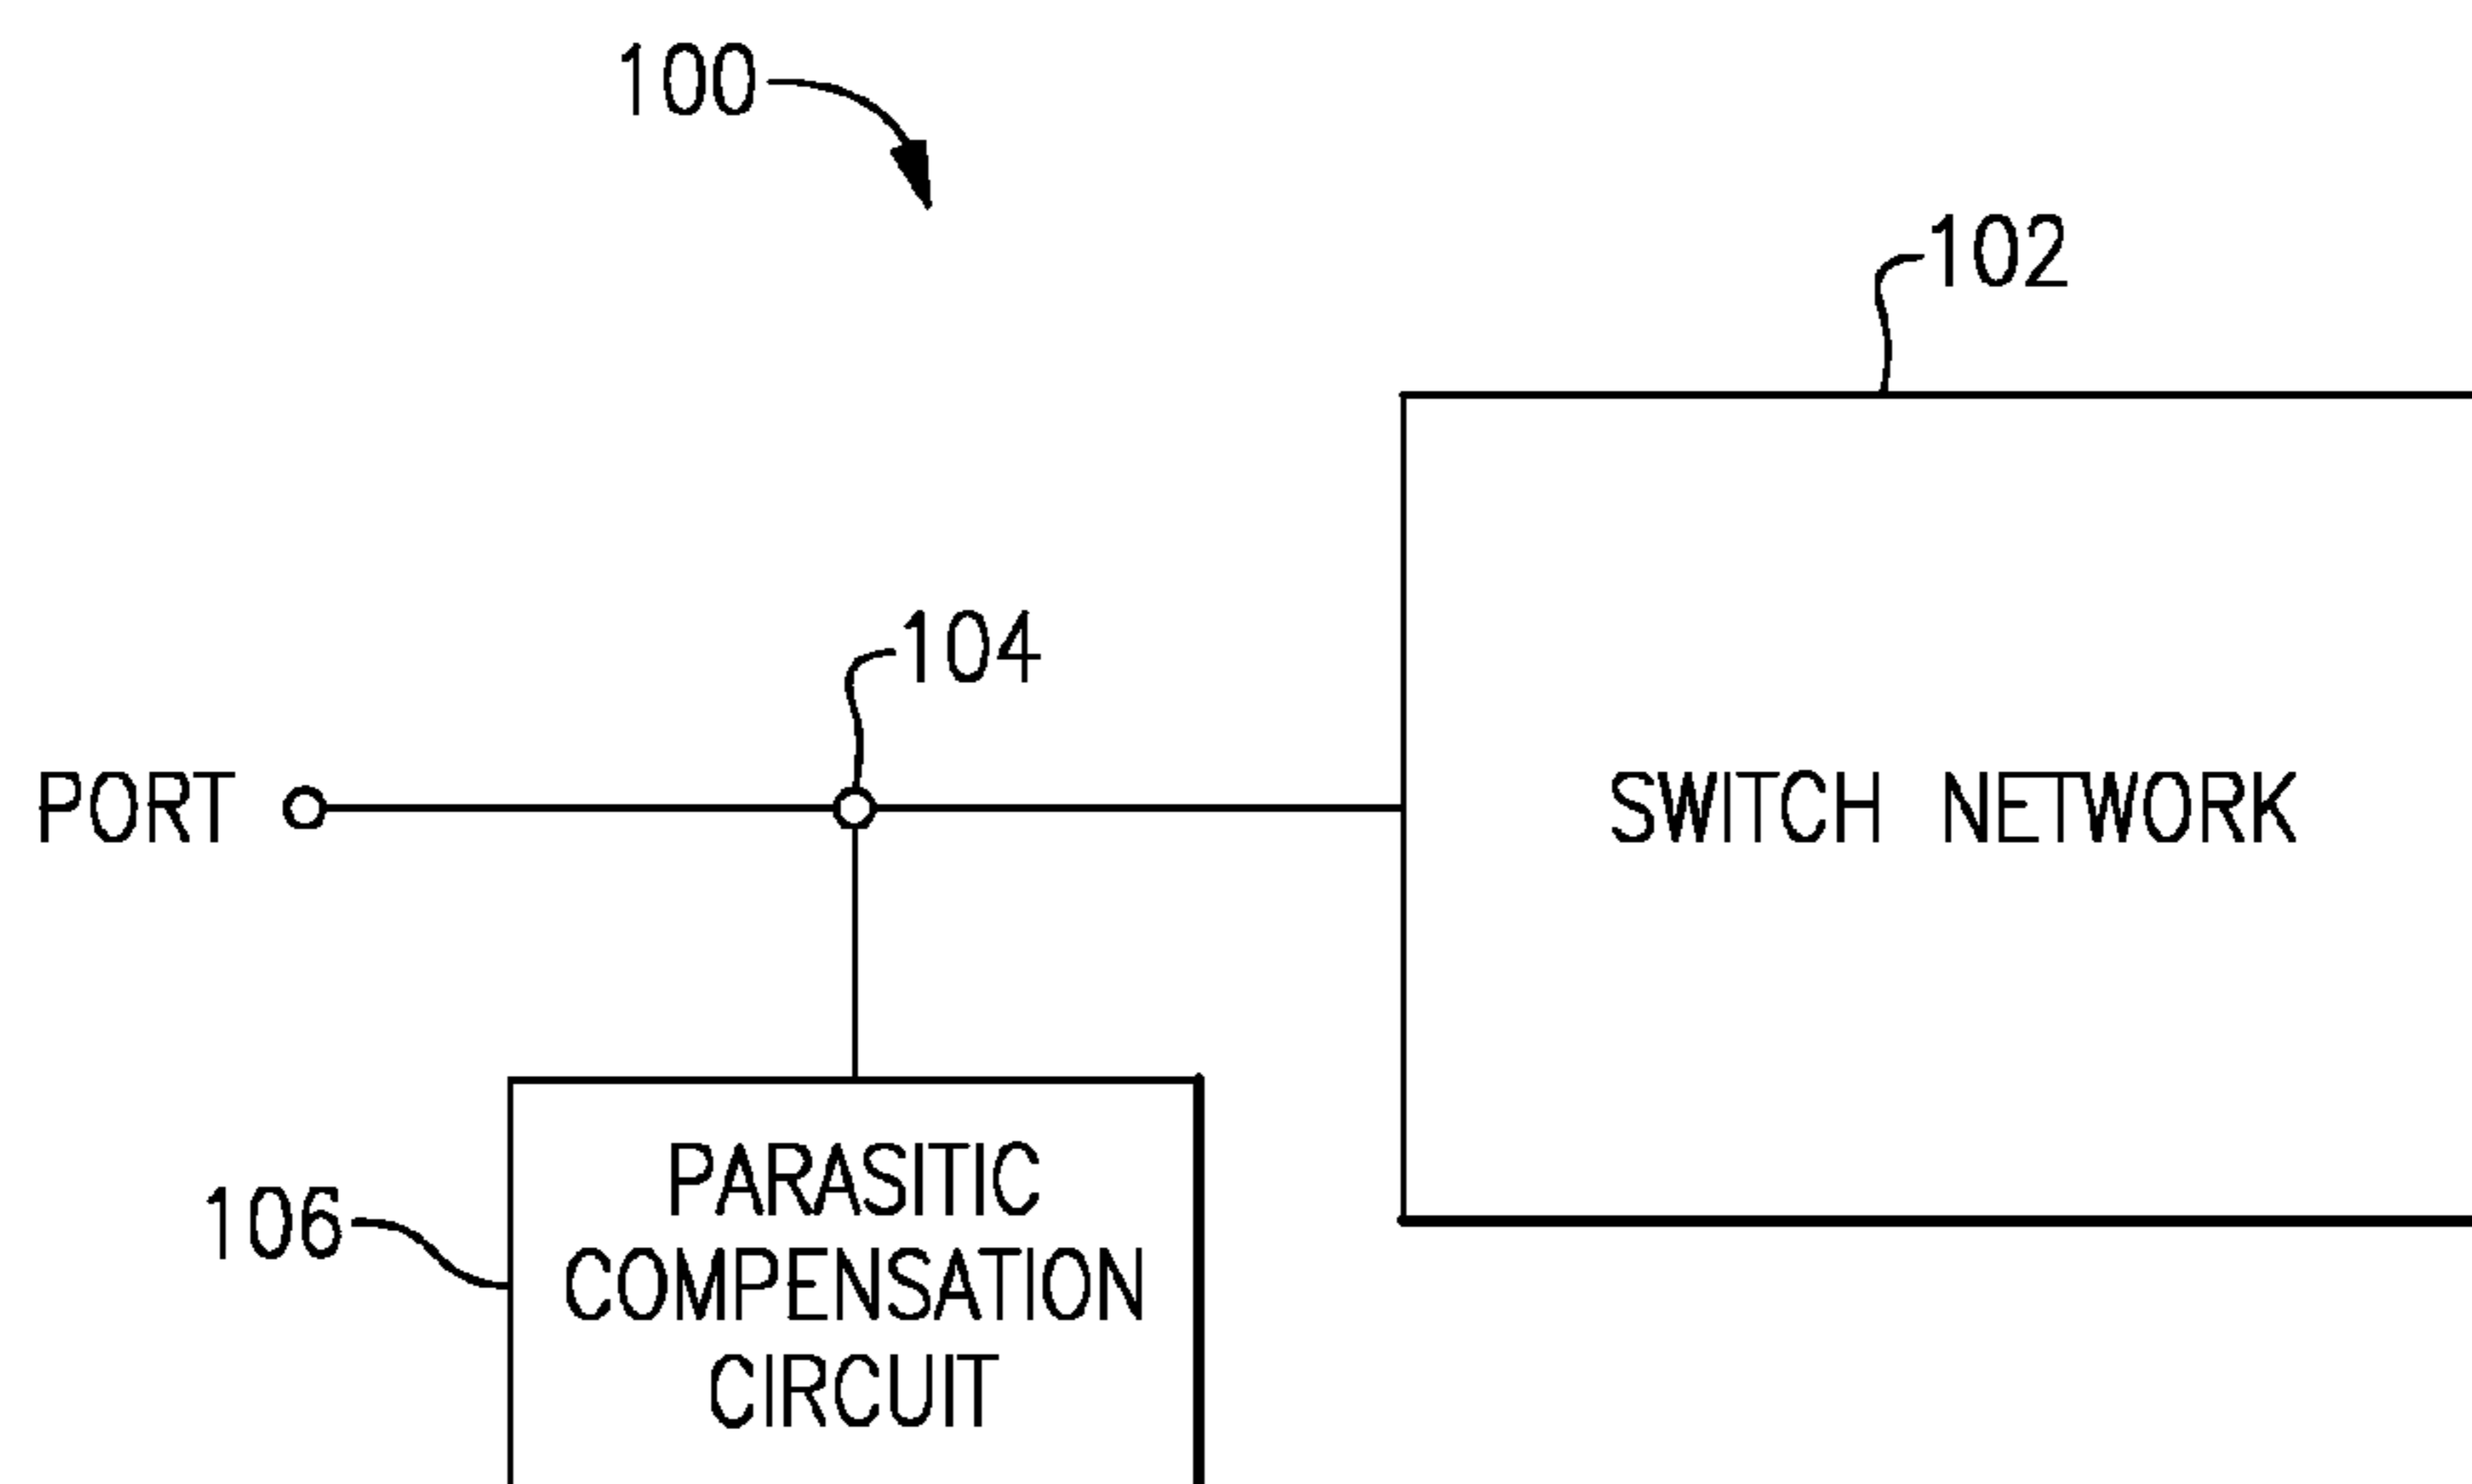 100
102
104
PORT
SWITCH NETWORK
106
PARASITIC
COMPENSATION
CIRCUIT